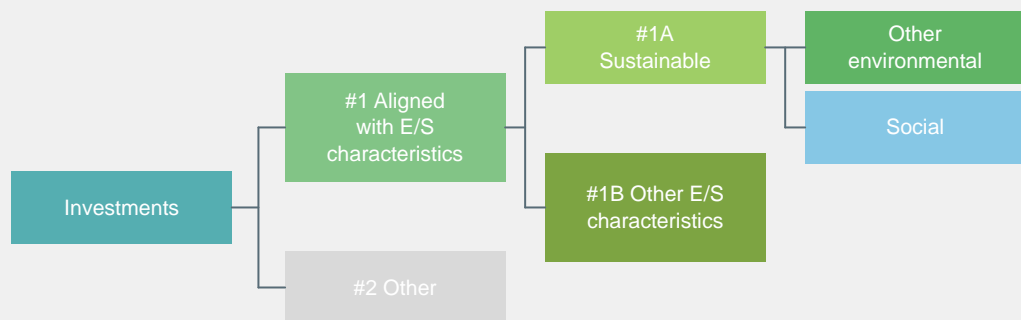 Investments
#1 Aligned
with E/S
characteristics
#2 Other
#1A
Sustainable
#1B Other E/S
characteristics
Other
environmental
Social